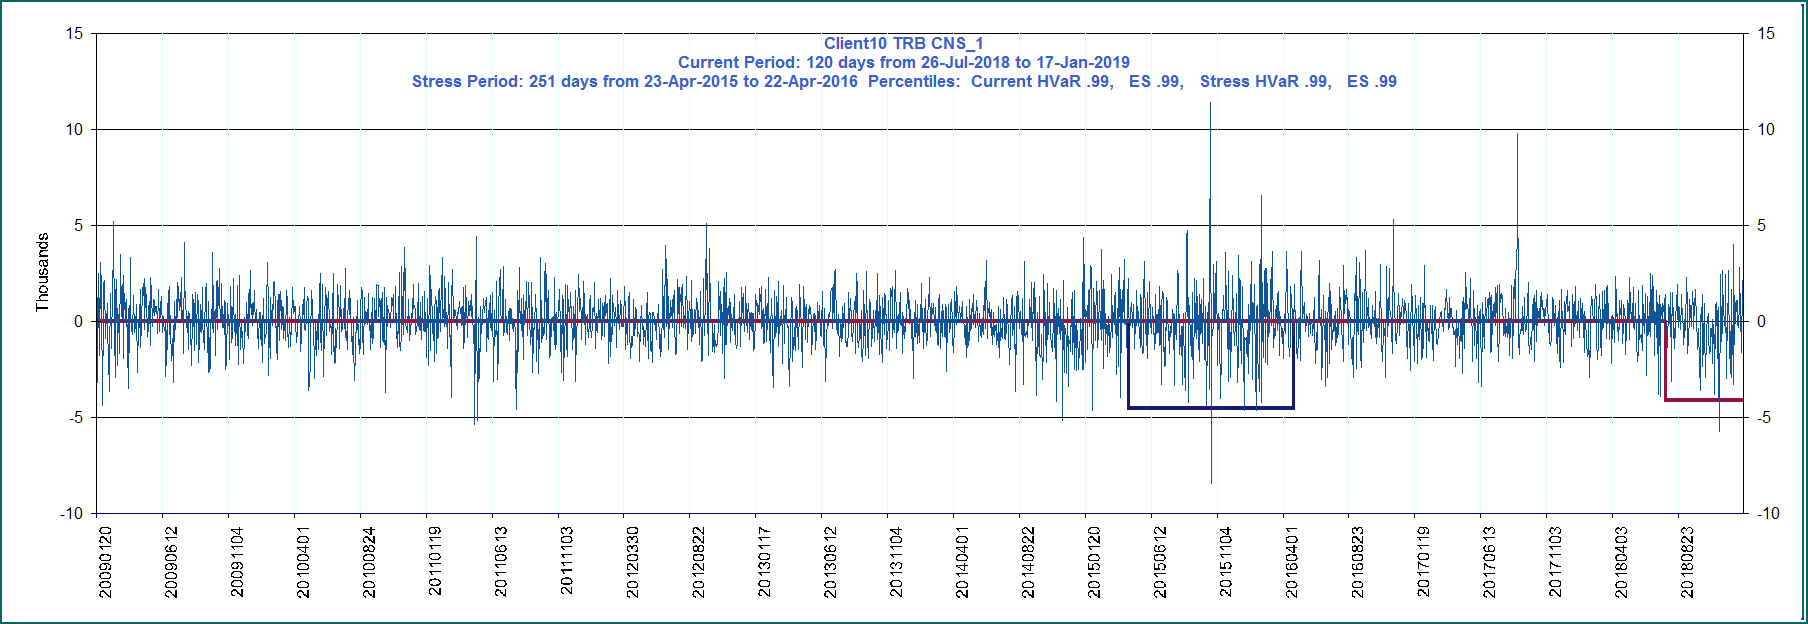 Client10 TRB CNS_1
Current Period: 120 days from 26-Jul-2018 to 17-Jan-2019
Stress Period: 251 days from 23-Apr-2015 to 22-Apr-2016  Percentiles:  Current HVaR .99,   ES .99,   Stress HVaR .99,   ES .99
15 15
10 10
5 5
Thousands
0 0
-5 -5
-10 -10
20090120 20090612 20091104 20100401 20100824 20110119 20110613 20111103 20120330 20120822 20130117 20130612 20131104 20140401 20140822 20150120 20150612 20151104 20160401 20160823 20170119 20170613 20171103 20180403 20180823